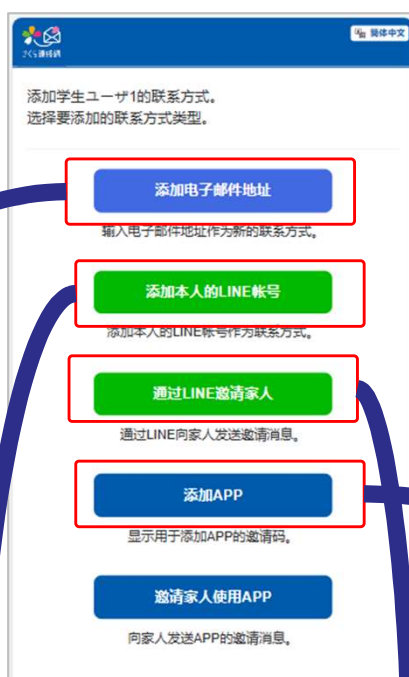 さくら連絡網
简体中文
添加学生ユーザ1的联系方式。
选择要添加的联系方式类型。
添加电子邮件地址
输入电子邮件地址作为新的联系方式。
添加本人的LINE帐号
添加本人的LINE帐号作为联系方式。
通过LINE邀请家人
通过LINE向家人发送邀请消息。
添加APP
显示用于添加APP的邀请码。
邀请家人使用APP
向家人发送APP的邀请消息。